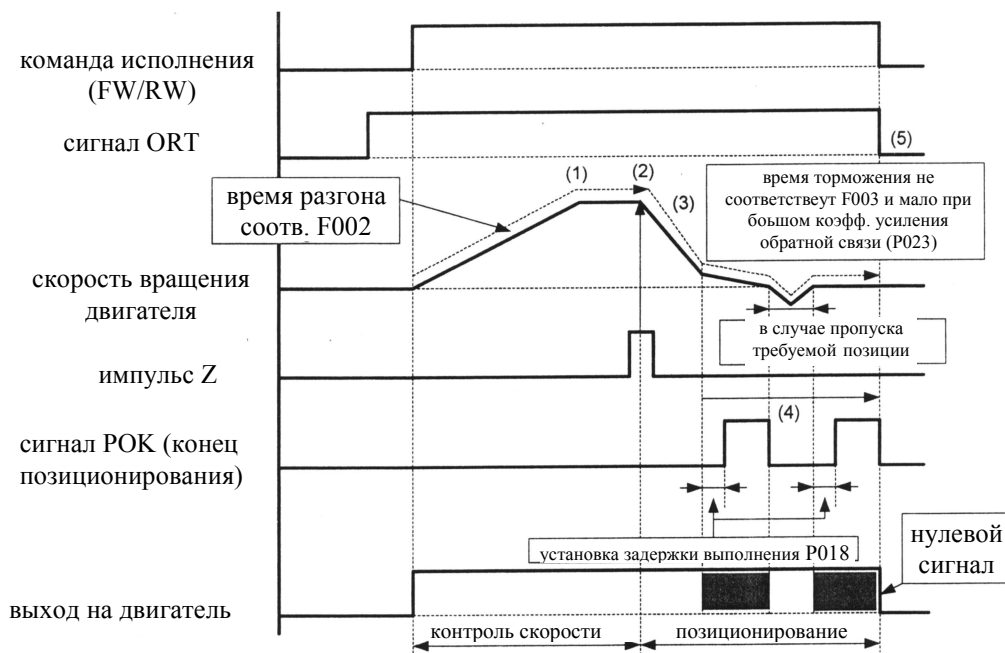 команда исполнения
(FW/RW)
сигнал ORT
(5)
(1)
(2)
(3)
время разгона
соотв. F002
время торможения не
соответствеут F003 и мало при
боьшом коэфф. усиления
обратной связи (P023)
скорость вращения
двигателя
в случае пропуска
требуемой позиции
импульс Z
(4)
сигнал POK (конец
позиционирования)
установка задержки выполнения P018
нулевой
сигнал
выход на двигатель
контроль скорости
позиционирование